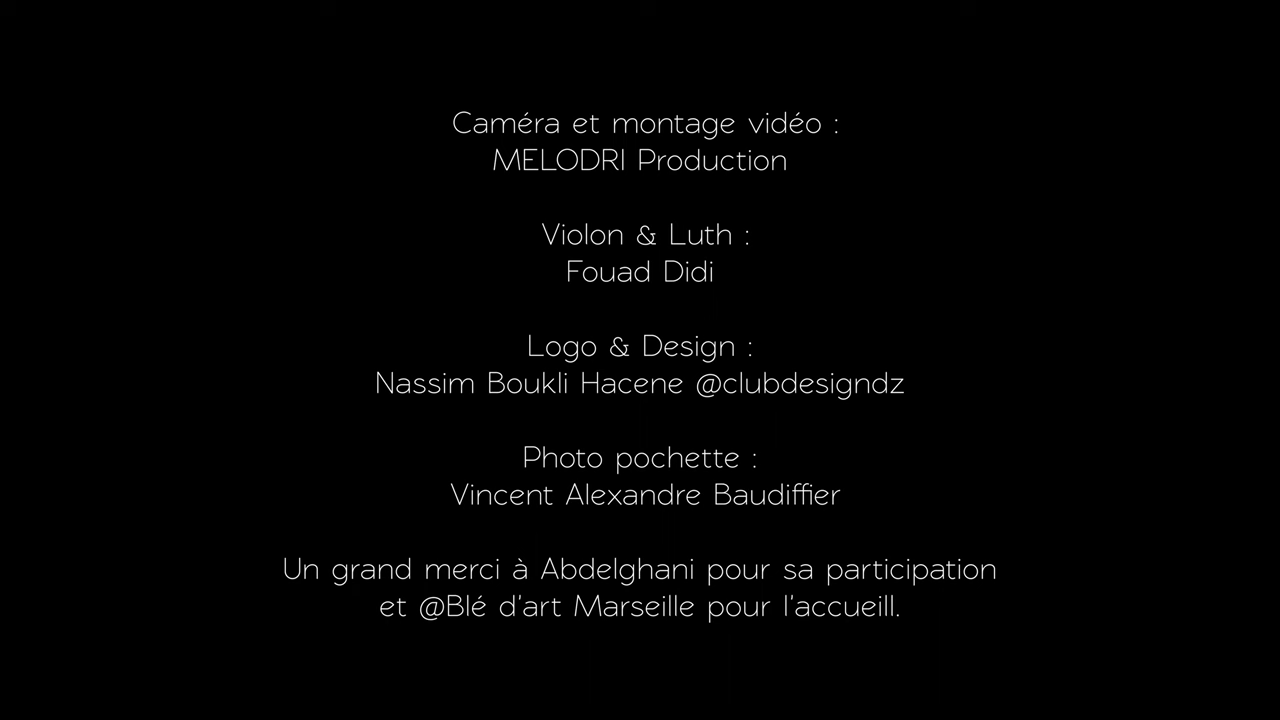 Caméra et montage vidéo :
MELODRI Production
Violon & Luth :
Fouad Didi
Logo & Design :
Nassim Boukli Hacene @clubdesigndz
Photo pochette :
Vincent Alexandre Baudiffier
Un grand merci à Abdelghani pour sa participation
et @Blé d'art Marseille pour l'accueill.